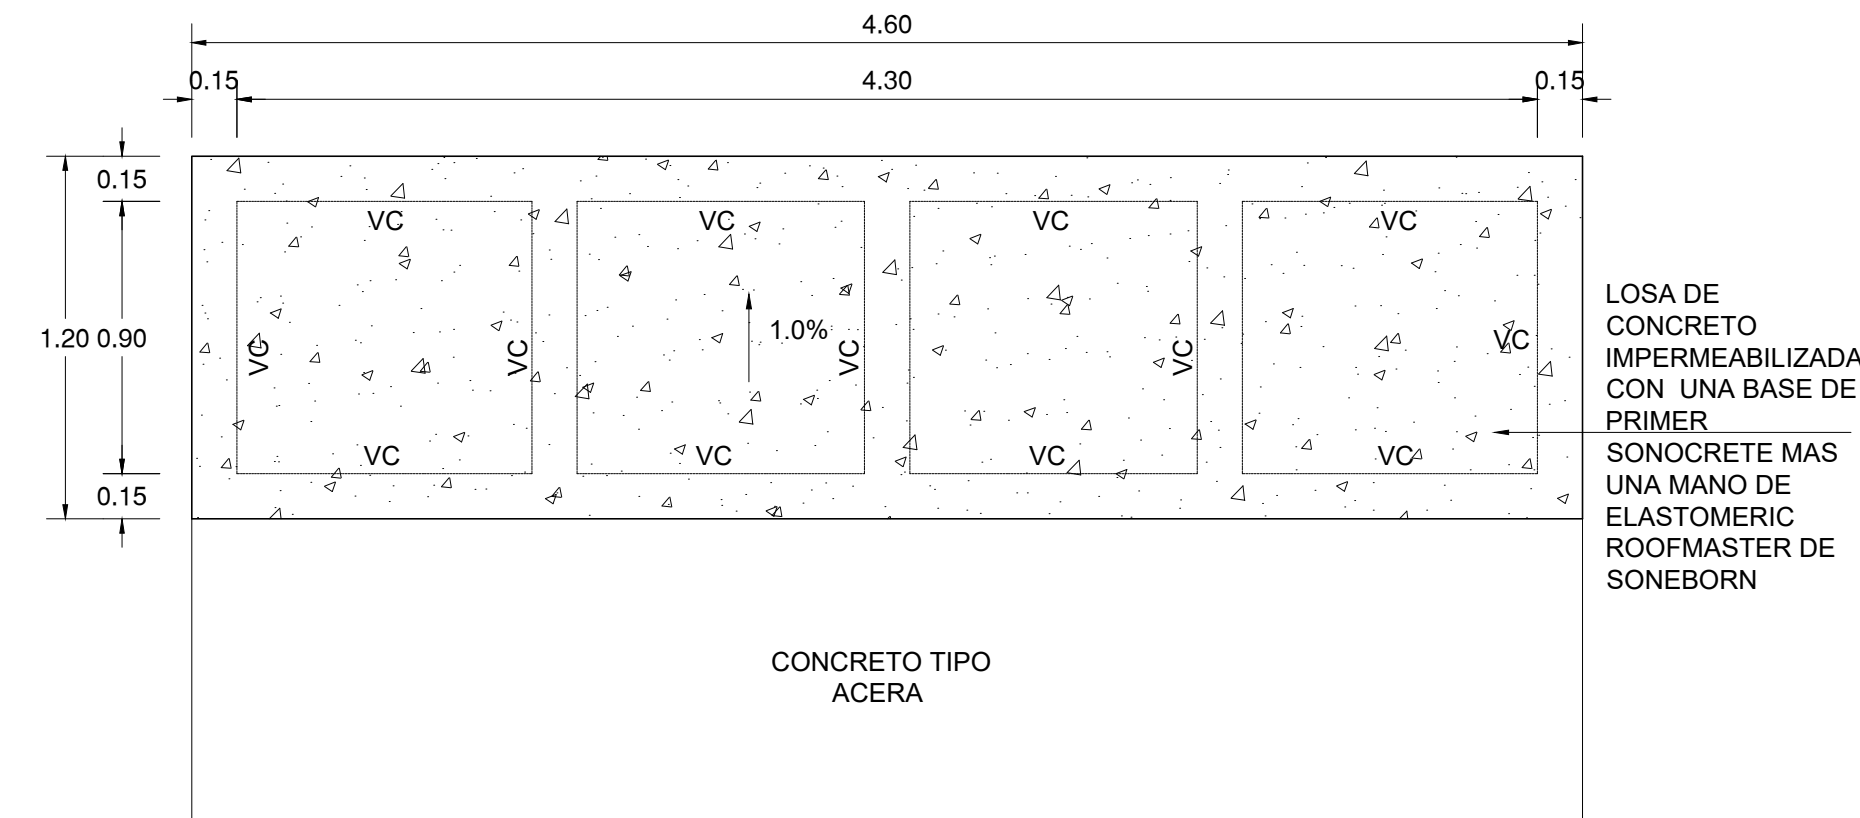 4.60
0.15
4.30
0.15
0.15
VC
VC
VC
VC
1.20
0.90
1.0%
VC
VC
VC
VC
VC
VC
VC
VC
VC
0.15
LOSA DE
CONCRETO
IMPERMEABILIZADA
CON UNA BASE DE
PRIMER
SONOCRETE MAS
UNA MANO DE
ELASTOMERIC
ROOFMASTER DE
SONEBORN
CONCRETO TIPO
ACERA